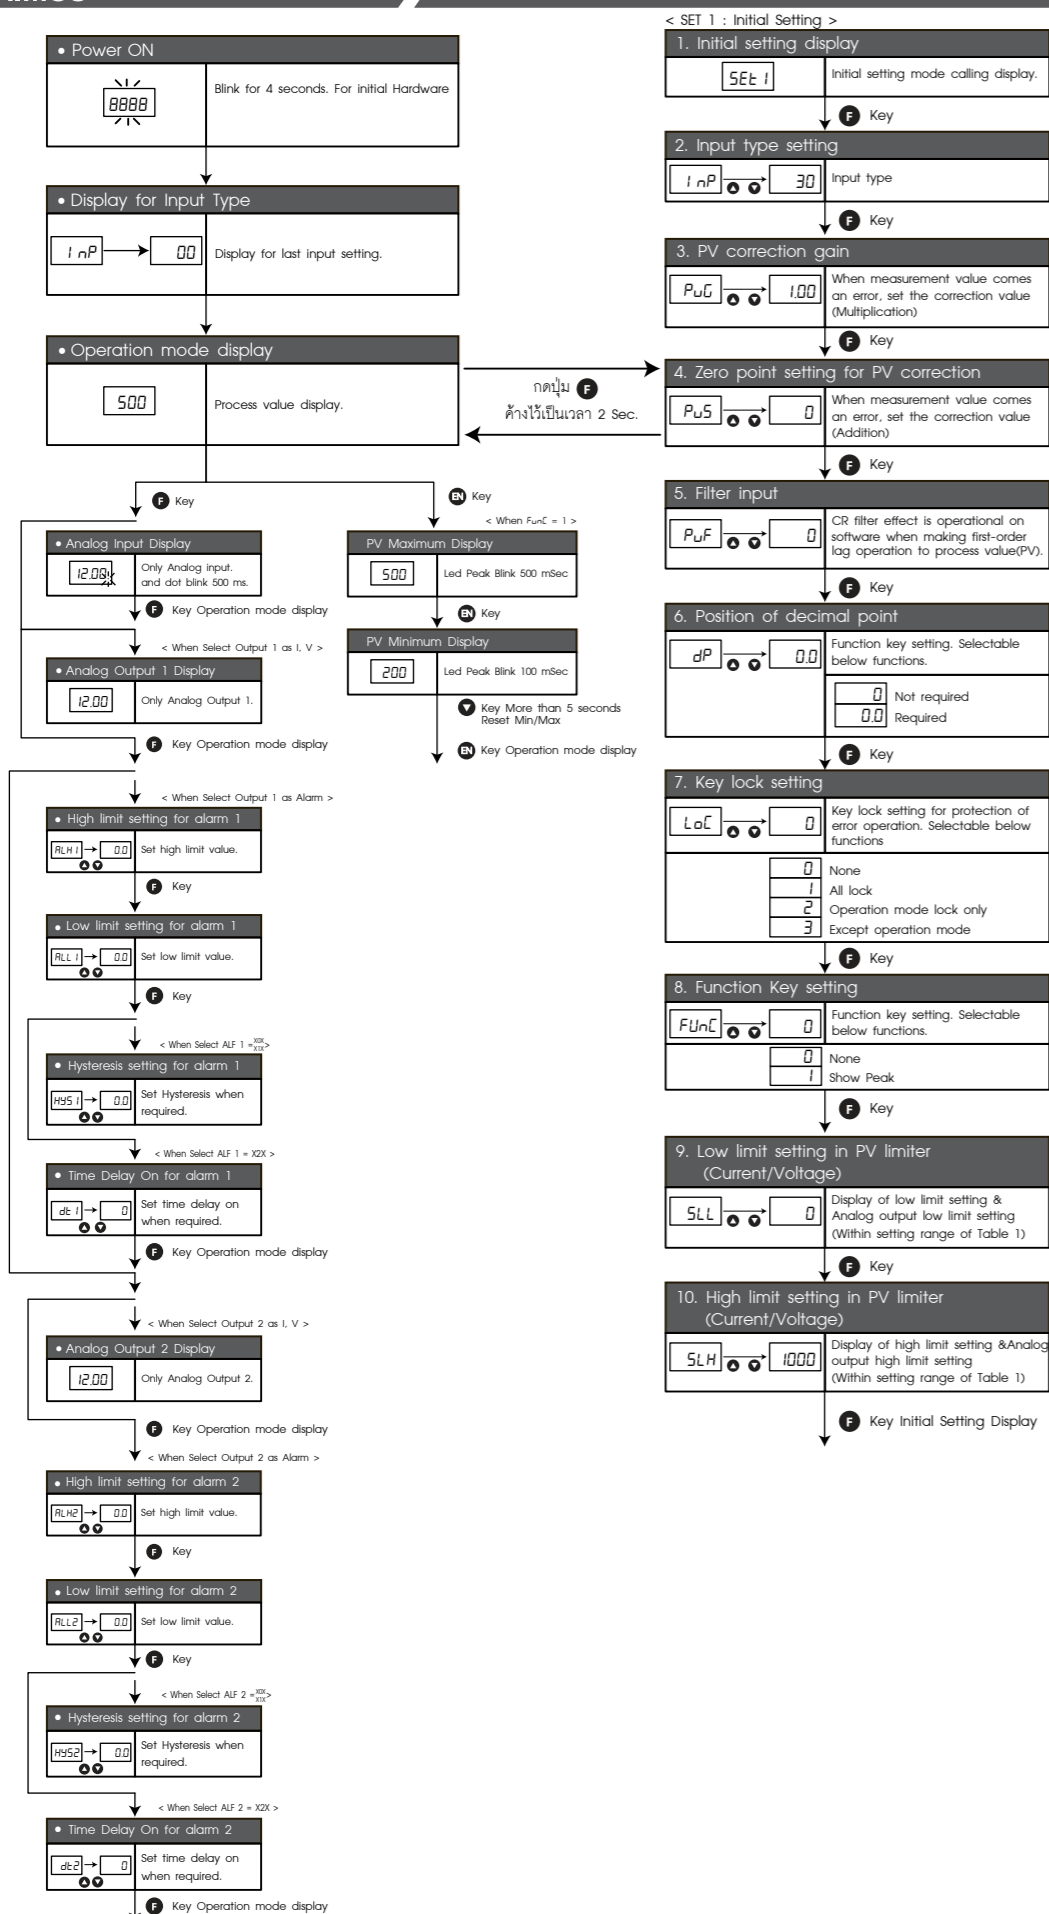 • Power ON
8888
Blink for 4 seconds. For initial Hardware
• Display for Input Type
InP
00
Display for last input setting.
• Operation mode display
500
Process value display.
กดปุ่ม F
ค้างไว้เป็นเวลา 2 Sec.
F Key
• Analog Input Display
12.00
Only Analog input.
and dot blink 500 ms.
F Key Operation mode display
< When Select Output 1 as I, V >
• Analog Output 1 Display
12.00
Only Analog Output 1.
F Key Operation mode display
EN Key
< When FunC = 1 >
PV Maximum Display
500
Led Peak Blink 500 mSec
EN Key
PV Minimum Display
200
Led Peak Blink 100 mSec
Key More than 5 seconds
Reset Min/Max
EN Key Operation mode display
< When Select Output 1 as Alarm >
• High limit setting for alarm 1
ALH1
0.0
Set high limit value.
F Key
• Low limit setting for alarm 1
ALL1
0.0
Set low limit value.
F Key
< When Select ALF 1 = X0X X1X >
• Hysteresis setting for alarm 1
HYS1
0.0
Set Hysteresis when
required.
< When Select ALF 1 = X2X >
• Time Delay On for alarm 1
dt1
0
Set time delay on
when required.
F Key Operation mode display
< When Select Output 2 as I, V >
• Analog Output 2 Display
12.00
Only Analog Output 2.
F Key Operation mode display
< When Select Output 2 as Alarm >
• High limit setting for alarm 2
ALH2
0.0
Set high limit value.
F Key
• Low limit setting for alarm 2
ALL2
0.0
Set low limit value.
F Key
< When Select ALF 2 = X0X X1X >
• Hysteresis setting for alarm 2
HYS2
0.0
Set Hysteresis when
required.
< When Select ALF 2 = X2X >
• Time Delay On for alarm 2
dt2
0
Set time delay on
when required.
F Key Operation mode display
< SET 1 : Initial Setting >
1. Initial setting display
SEt1
Initial setting mode calling display.
F Key
2. Input type setting
InP
30
Input type
F Key
3. PV correction gain
PuG
1.00
When measurement value comes
an error, set the correction value
(Multiplication)
F Key
4. Zero point setting for PV correction
PuS
0
When measurement value comes
an error, set the correction value
(Addition)
F Key
5. Filter input
PuF
0
CR filter effect is operational on
software when making first-order
lag operation to process value(PV).
F Key
6. Position of decimal point
dP
0.0
Function key setting. Selectable
below functions.
0 Not required
0.0 Required
F Key
7. Key lock setting
LoC
0
Key lock setting for protection of
error operation. Selectable below
functions
0 None
1 All lock
2 Operation mode lock only
3 Except operation mode
F Key
8. Function Key setting
FUnC
0
Function key setting. Selectable
below functions.
0 None
1 Show Peak
F Key
9. Low limit setting in PV limiter
(Current/Voltage)
SLL
0
Display of low limit setting &
Analog output low limit setting
(Within setting range of Table 1)
F Key
10. High limit setting in PV limiter
(Current/Voltage)
SLH
1000
Display of high limit setting &Analog
output high limit setting
(Within setting range of Table 1)
F Key Initial Setting Display